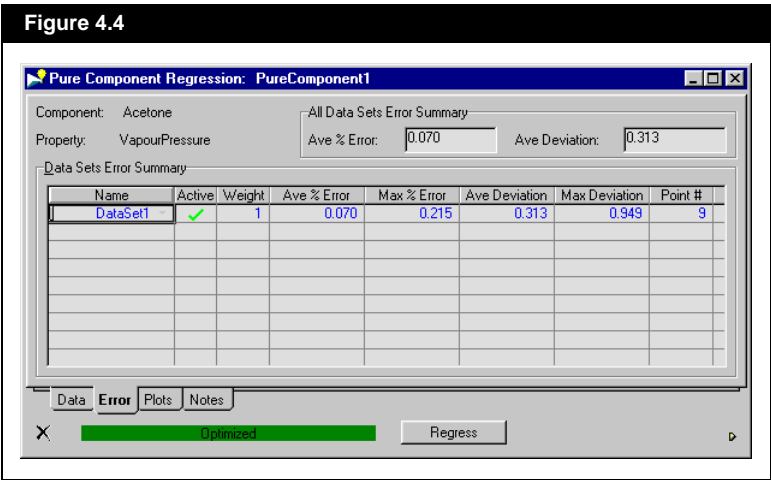 Figure 4.4
Pure Component Regression: PureComponent1
Component: Acetone
Property: VapourPressure
All Data Sets Error Summary
Ave % Error: 0.070 Ave Deviation: 0.313
Data Sets Error Summary
Name Active Weight Ave % Error Max % Error Ave Deviation Max Deviation Point #
DataSet1 1 0.070 0.215 0.313 0.949 9
Data Error Plots Notes
Optimized Regress